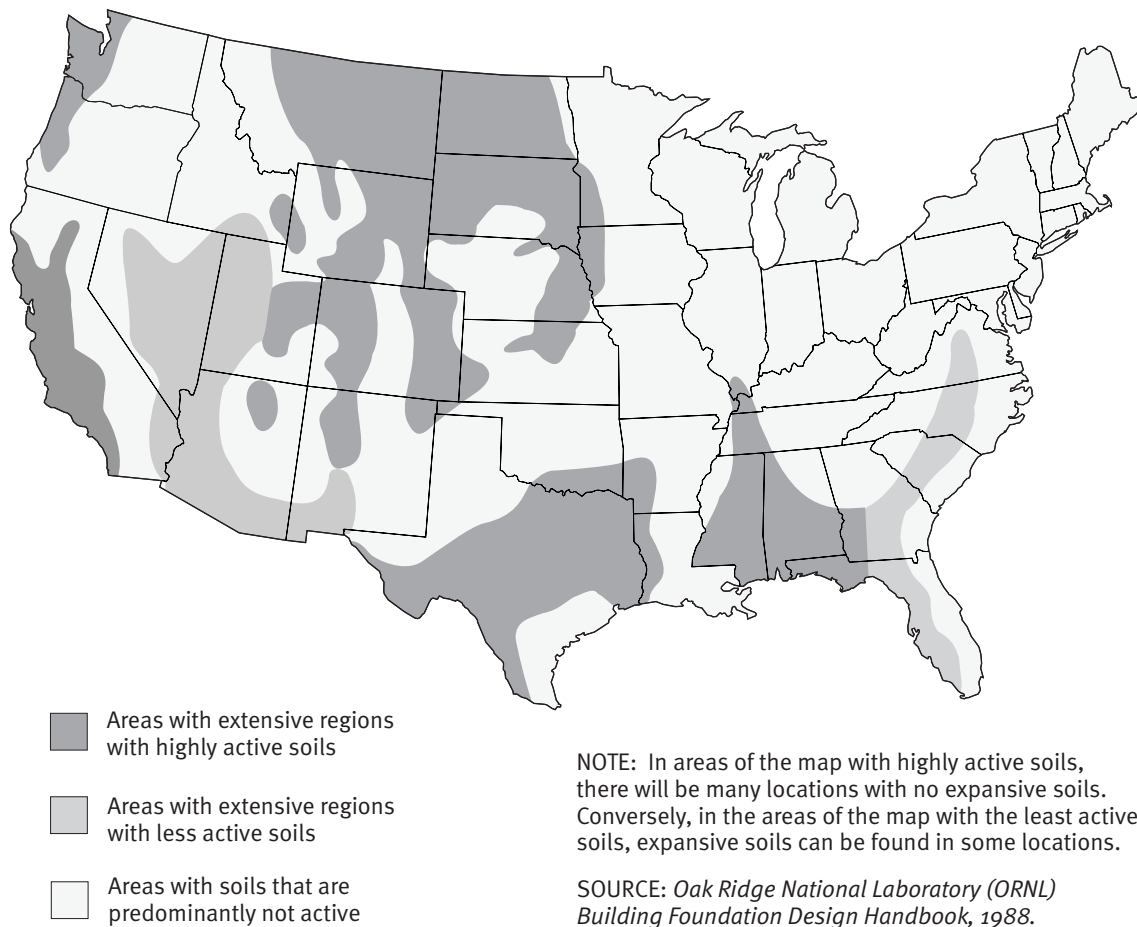 Areas with extensive regions
with highly active soils
Areas with extensive regions
with less active soils
Areas with soils that are
predominantly not active
NOTE: In areas of the map with highly active soils,
there will be many locations with no expansive soils.
Conversely, in the areas of the map with the least active
soils, expansive soils can be found in some locations.
SOURCE: Oak Ridge National Laboratory (ORNL)
Building Foundation Design Handbook, 1988.